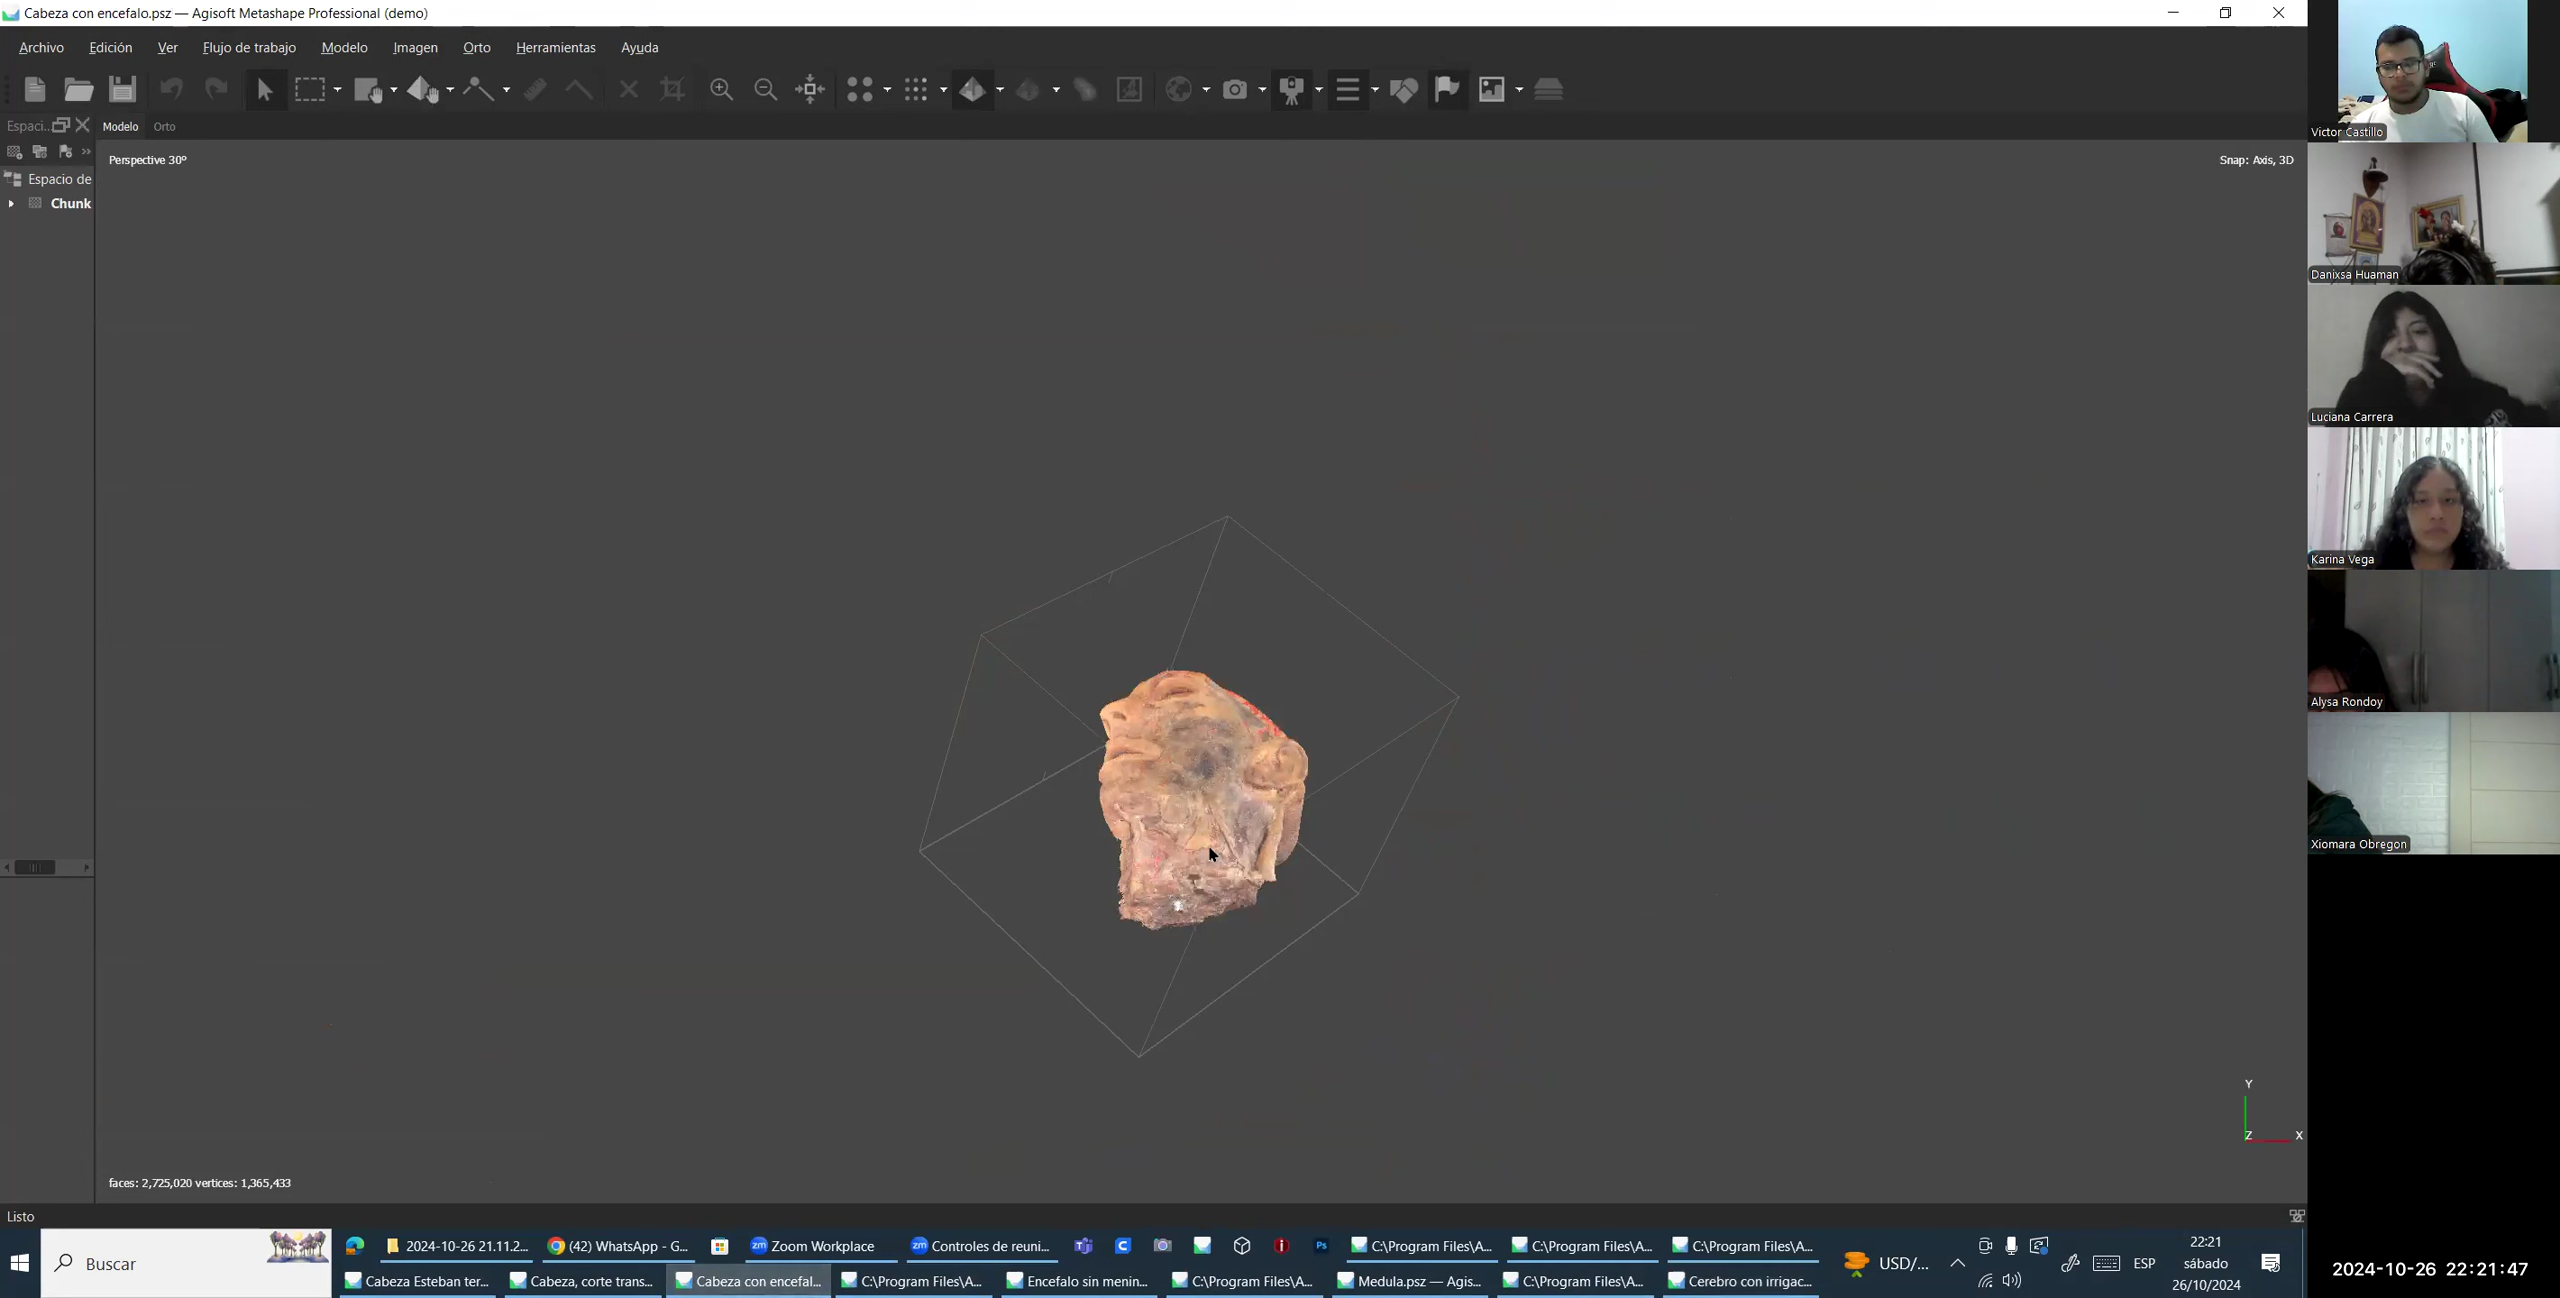 Cabeza con encefalo.psz — Agisoft Metashape Professional (demo)
Archivo Edición Ver Flujo de trabajo Modelo Imagen Orto Herramientas Ayuda
Espaci...
Modelo Orto
Perspective 30°
Snap: Axis, 3D
Espacio de
Chunk
Victor Castillo
Danixsa Huaman
Luciana Carrera
Karina Vega
Alysa Rondoy
Xiomara Obregon
Y
Z X
faces: 2,725,020 vertices: 1,365,433
Listo
Buscar
2024-10-26 21.11.2...
(42) WhatsApp - G...
Zoom Workplace
Controles de reuni...
C:\Program Files\A...
C:\Program Files\A...
C:\Program Files\A...
Cabeza Esteban ter...
Cabeza, corte trans...
Cabeza con encefal...
C:\Program Files\A...
Encefalo sin menin...
C:\Program Files\A...
Medula.psz — Agis...
C:\Program Files\A...
Cerebro con irrigac...
USD/...
ESP
22:21
sábado
26/10/2024
2024-10-26 22:21:47